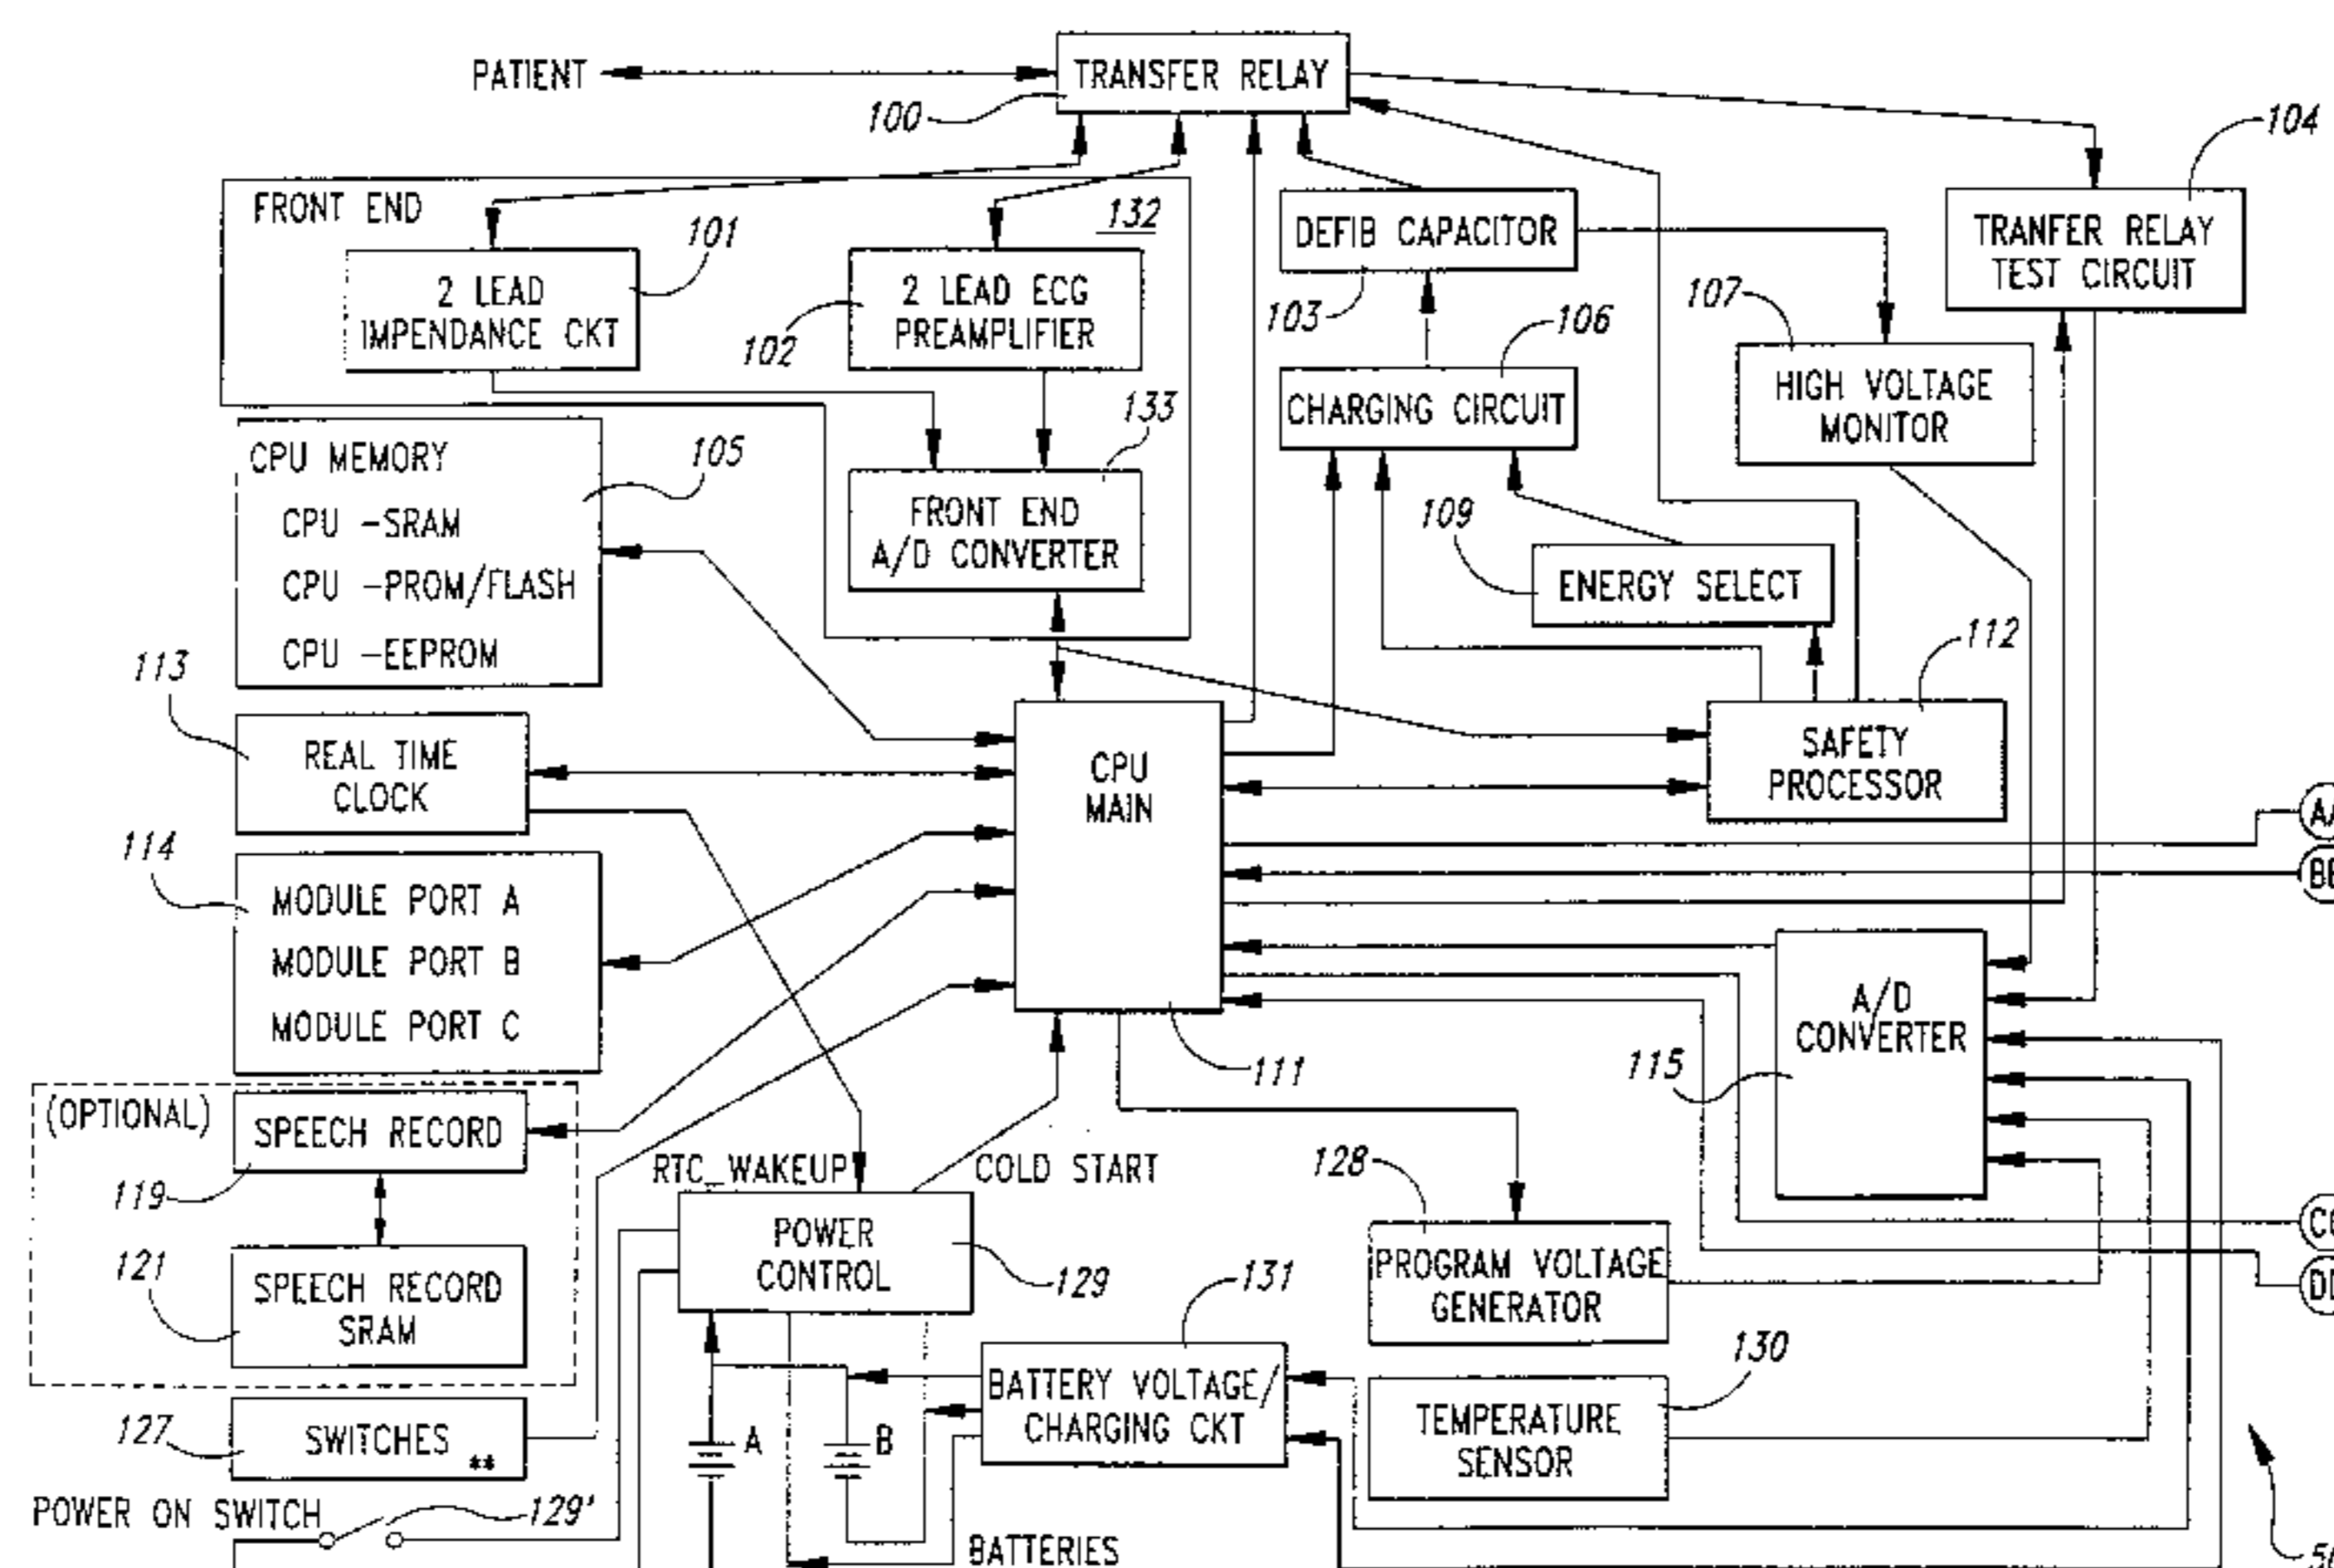 PATIENT
TRANSFER RELAY
100
104
FRONT END
132
101
2 LEAD
IMPENDANCE CKT
102
2 LEAD ECG
PREAMPLIFIER
DEFIB CAPACITOR
103
TRANFER RELAY
TEST CIRCUIT
107
106
HIGH VOLTAGE
MONITOR
CHARGING CIRCUIT
133
CPU MEMORY
CPU -SRAM
CPU -PROM/FLASH
CPU -EEPROM
105
FRONT END
A/D CONVERTER
109
ENERGY SELECT
112
113
REAL TIME
CLOCK
CPU
MAIN
SAFETY
PROCESSOR
114
MODULE PORT A
MODULE PORT B
MODULE PORT C
A/D
CONVERTER
115
111
(OPTIONAL)
SPEECH RECORD
119
RTC_WAKEUP
COLD START
128
121
SPEECH RECORD
SRAM
POWER
CONTROL
129
131
PROGRAM VOLTAGE
GENERATOR
130
BATTERY VOLTAGE/
CHARGING CKT
TEMPERATURE
SENSOR
127
SWITCHES
**
A
B
POWER ON SWITCH
129'
BATTERIES